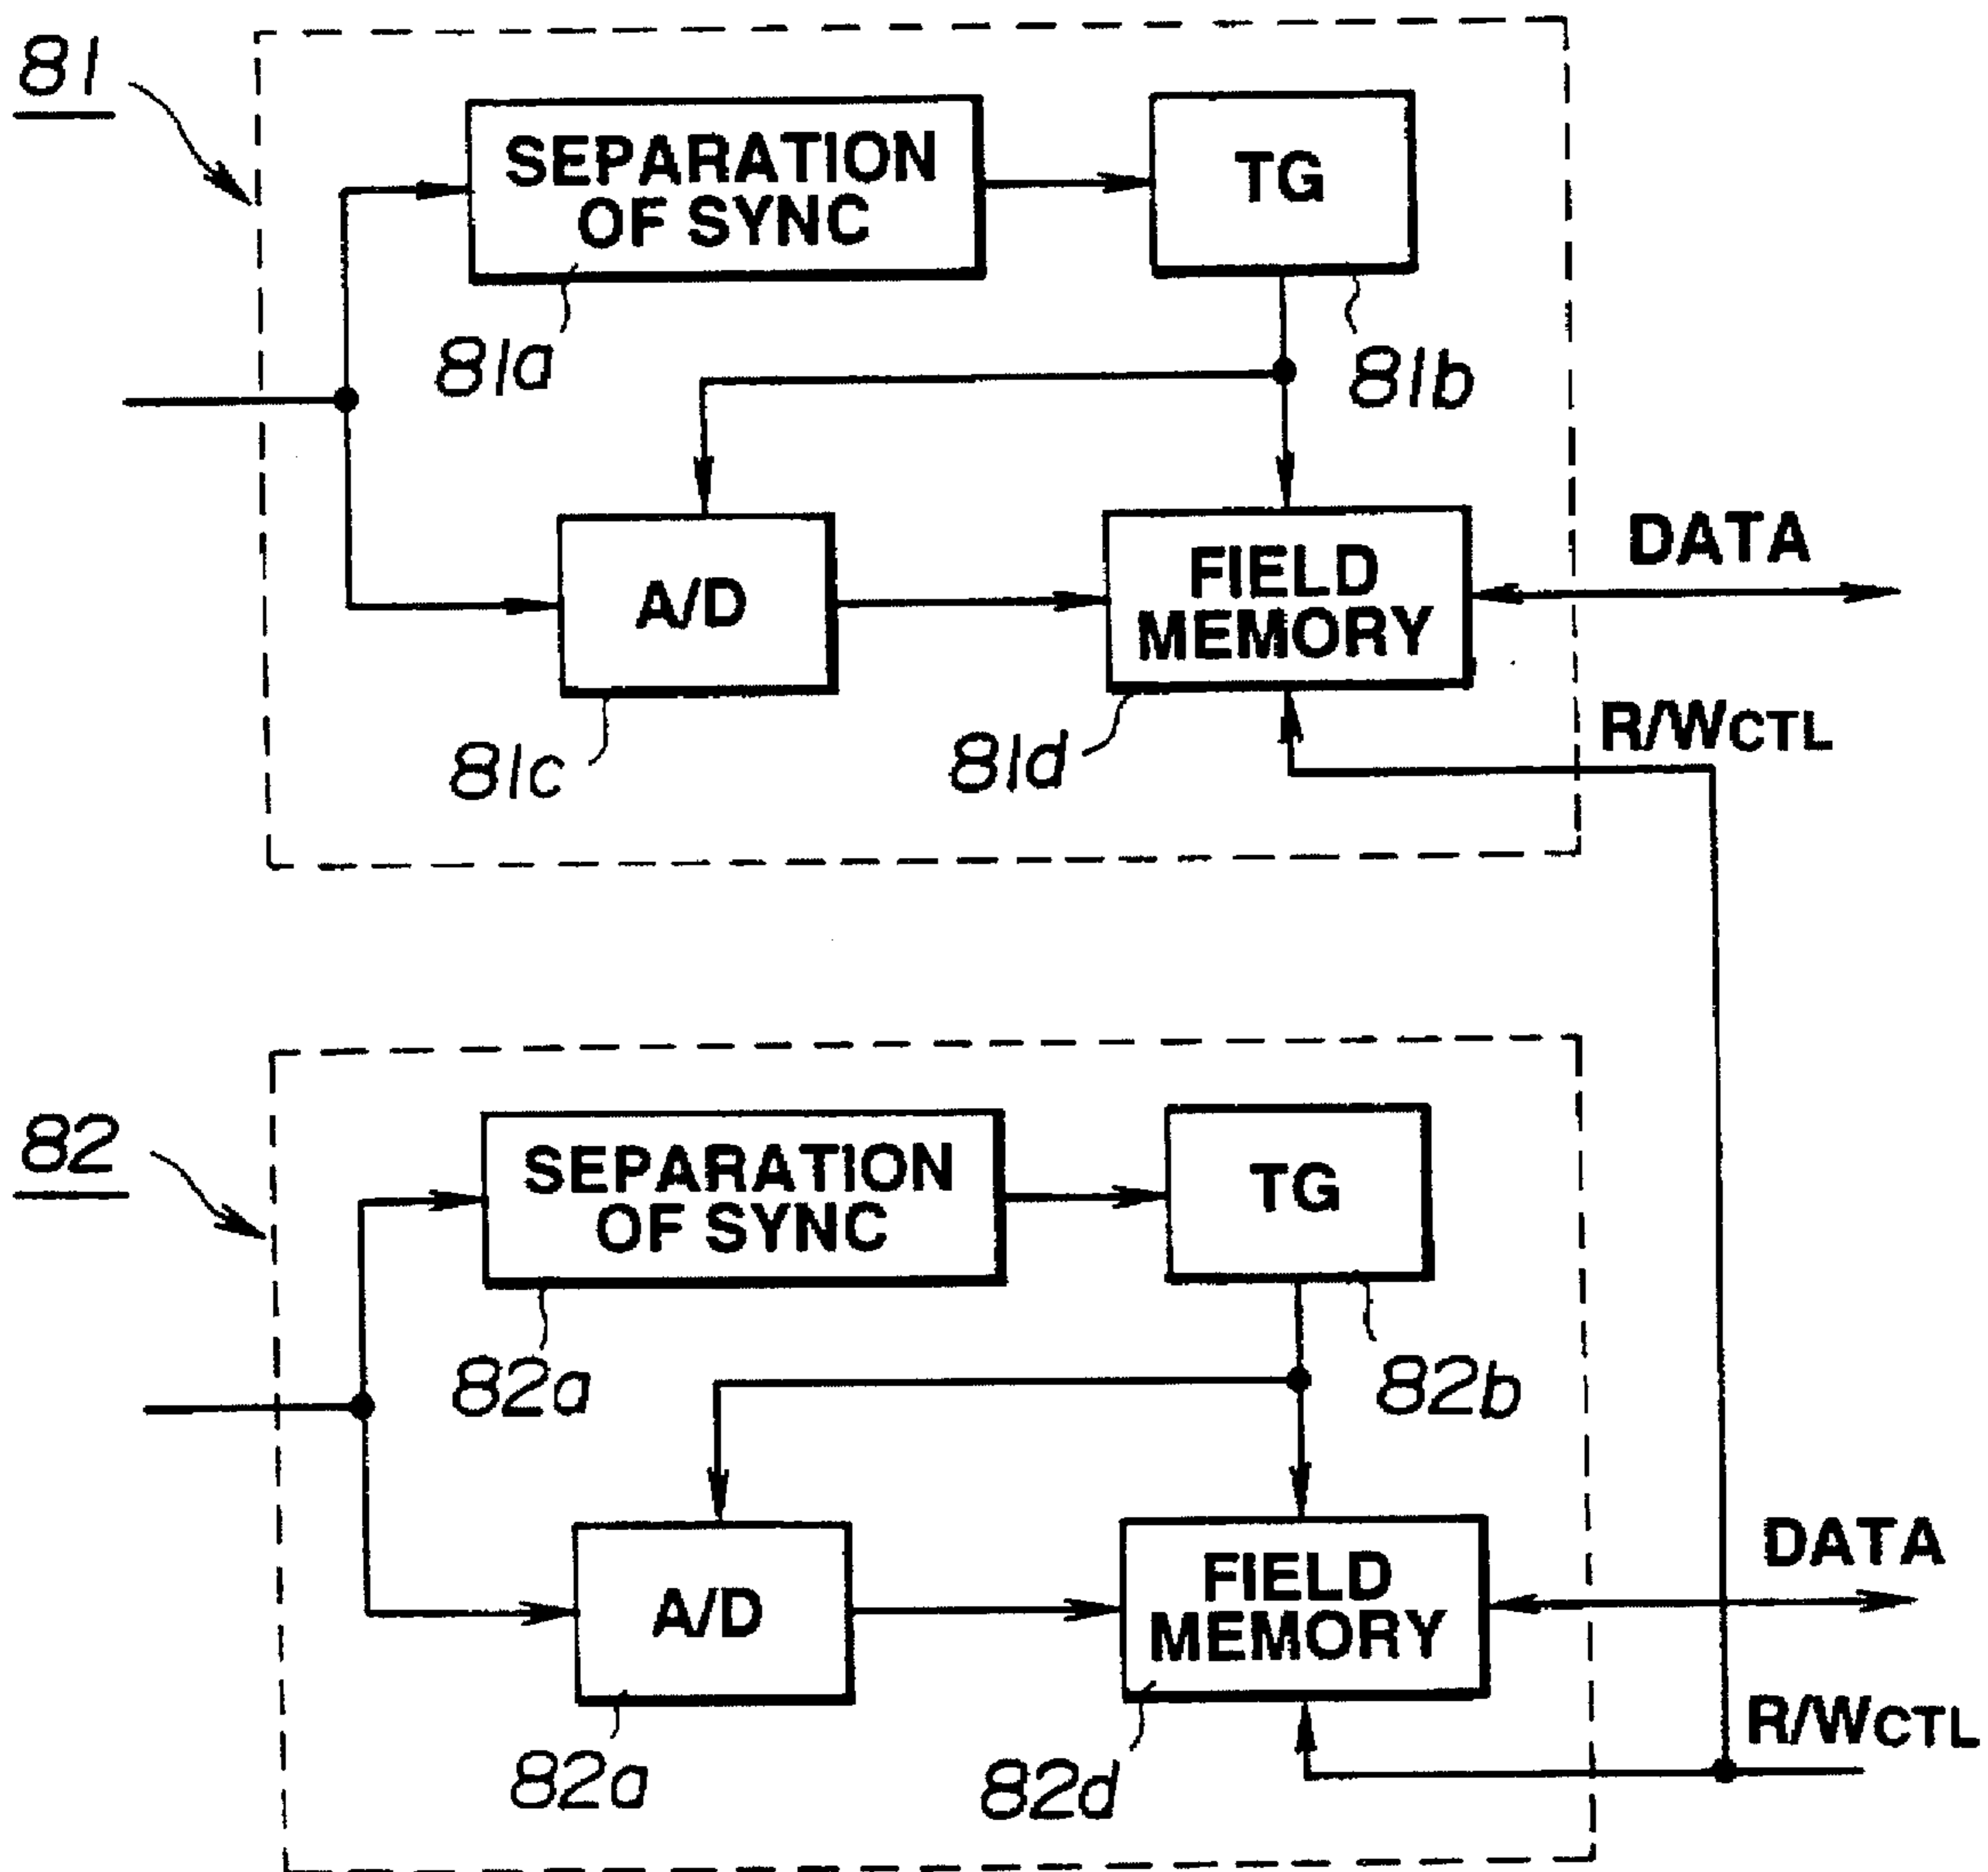 81
SEPARATION
OF SYNC
TG
81a
81b
A/D
FIELD
MEMORY
DATA
R/WCTL
81c
81d
82
SEPARATION
OF SYNC
TG
82a
82b
A/D
FIELD
MEMORY
DATA
R/WCTL
82a
82d